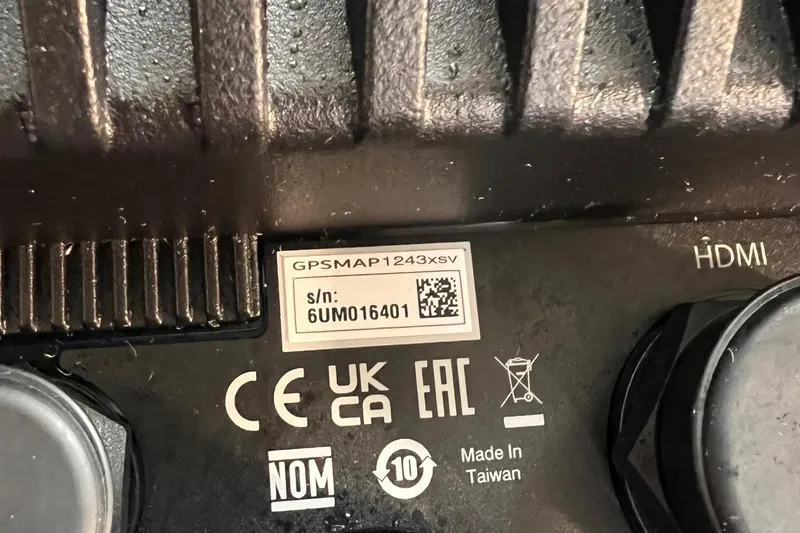 GPSMAP1243xsv
s/n:
6UM016401
HDMI
CE
UK
CA
EAC
NOM
10
Made In
Taiwan